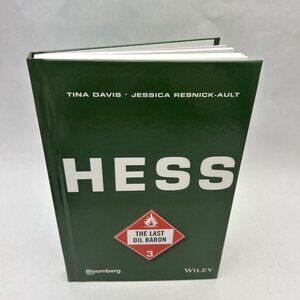 TINA DAVIS · JESSICA RESNICK-AULT
HESS
THE LAST
OIL BARON
3
Bloomberg
WILEY